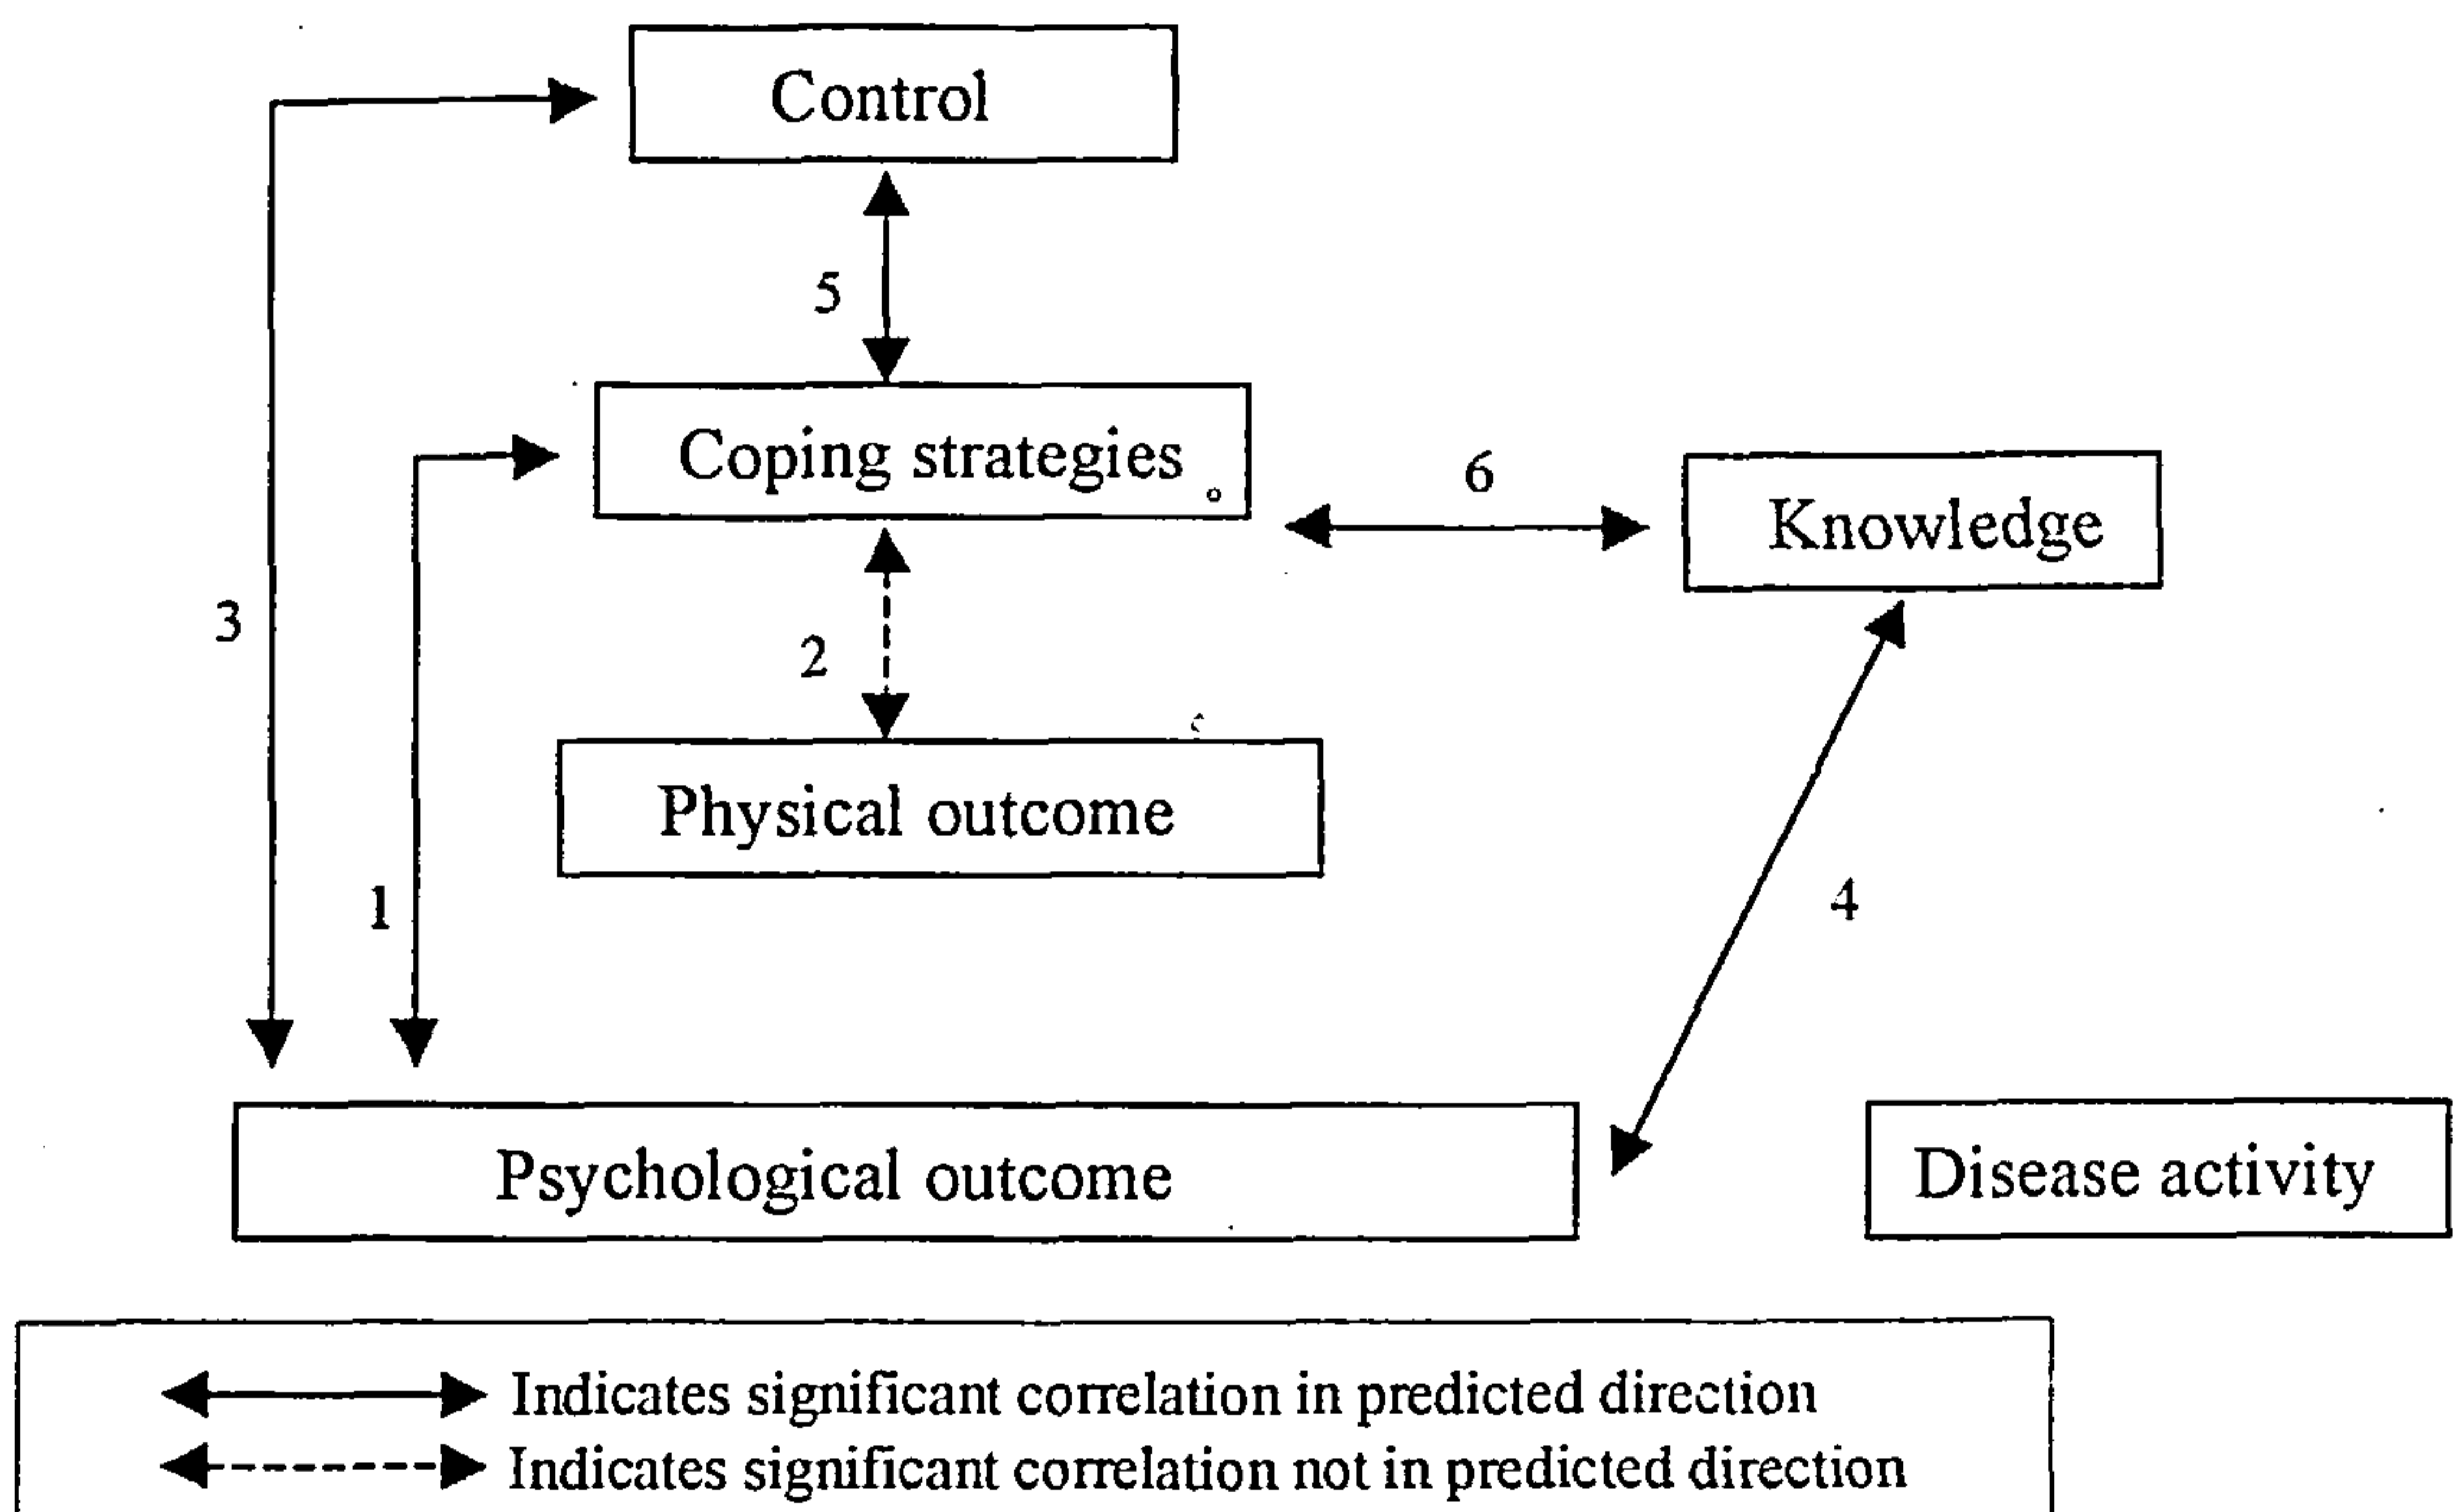 Control
5
Coping strategies
6
Knowledge
3
2
Physical outcome
1
4
Psychological outcome
Disease activity
Indicates significant correlation in predicted direction
Indicates significant correlation not in predicted direction